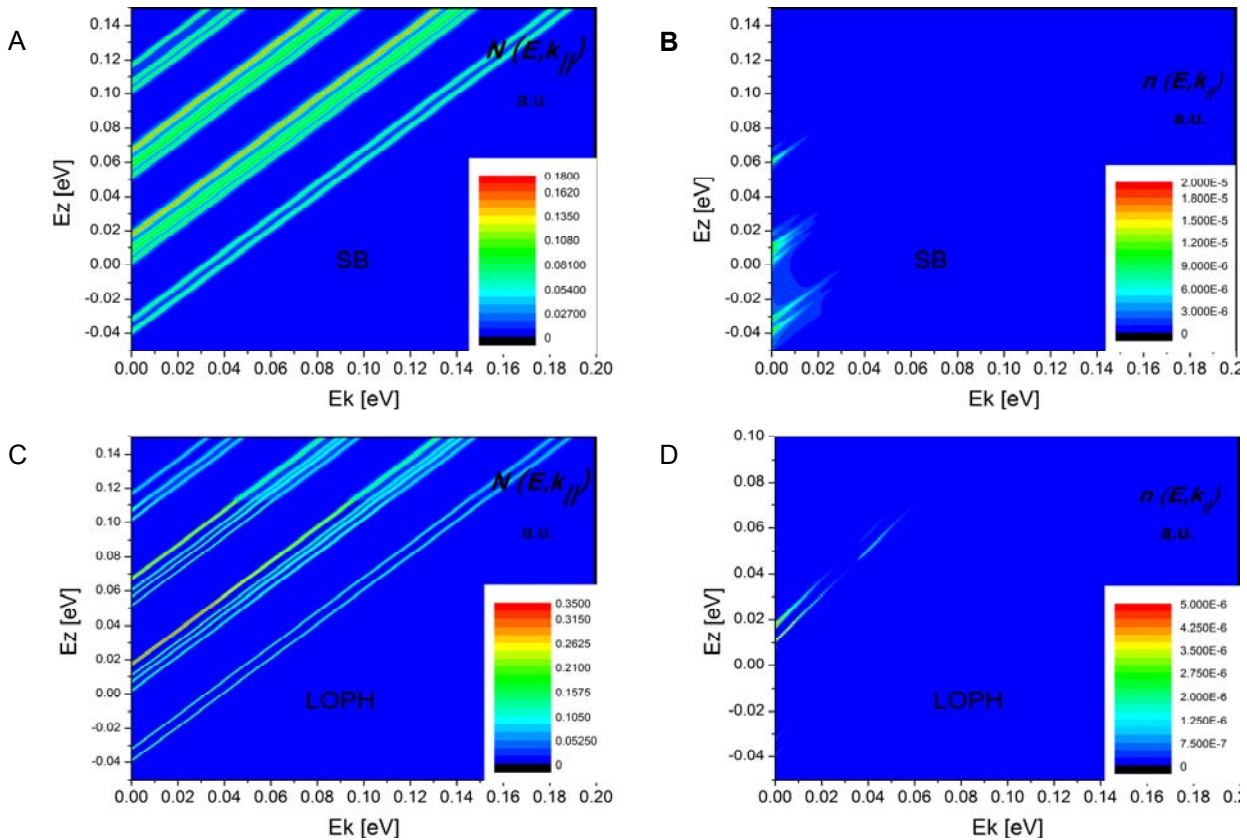 A
0.14
0.12
0.10
0.08
0.06
0.04
0.02
0.00
-0.02
-0.04
Ez [eV]
N (E,k//)
a.u.
SB
0.1800
0.1620
0.1350
0.1080
0.08100
0.05400
0.02700
0
0.00 0.02 0.04 0.06 0.08 0.10 0.12 0.14 0.16 0.18 0.20
Ek [eV]
B
0.14
0.12
0.10
0.08
0.06
0.04
0.02
0.00
-0.02
-0.04
Ez [eV]
n (E,k//)
a.u.
SB
2.000E-5
1.800E-5
1.500E-5
1.200E-5
9.000E-6
6.000E-6
3.000E-6
0
0.00 0.02 0.04 0.06 0.08 0.10 0.12 0.14 0.16 0.18 0.20
Ek [eV]
C
0.14
0.12
0.10
0.08
0.06
0.04
0.02
0.00
-0.02
-0.04
Ez [eV]
N (E,k//)
a.u.
LOPH
0.3500
0.3150
0.2625
0.2100
0.1575
0.1050
0.05250
0
0.00 0.02 0.04 0.06 0.08 0.10 0.12 0.14 0.16 0.18 0.20
Ek [eV]
D
0.10
0.08
0.06
0.04
0.02
0.00
-0.02
-0.04
Ez [eV]
n (E,k//)
a.u.
LOPH
5.000E-6
4.250E-6
3.500E-6
2.750E-6
2.000E-6
1.250E-6
7.500E-7
0
0.00 0.02 0.04 0.06 0.08 0.10 0.12 0.14 0.16 0.18 0.20
Ek [eV]